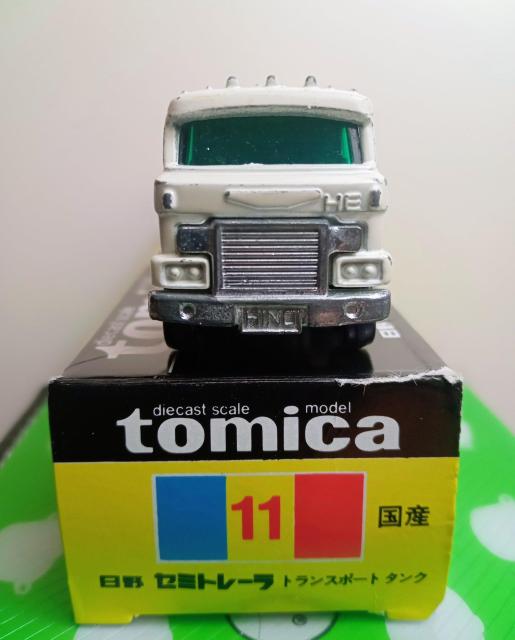 HE
HINO
diecast scale model
tomica
11 国産
日野 セミトレーラ トランスポート タンク